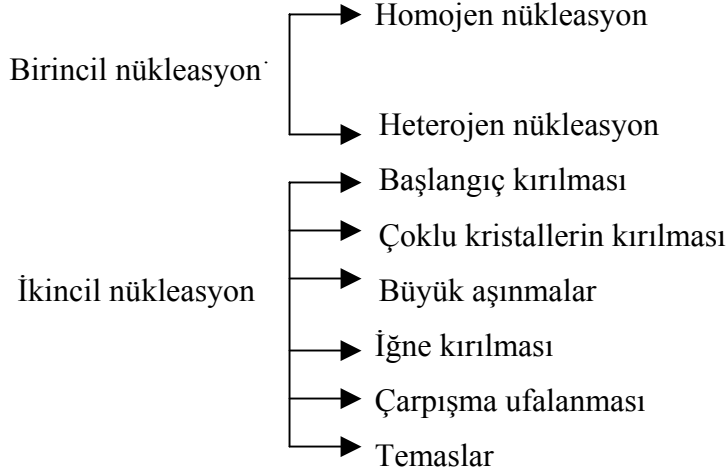 Homojen nükleasyon
Birincil nükleasyon
Heterojen nükleasyon
Başlangıç kırılması
Çoklu kristallerin kırılması
İkincil nükleasyon
Büyük aşınmalar
İğne kırılması
Çarpışma ufalanması
Temaslar